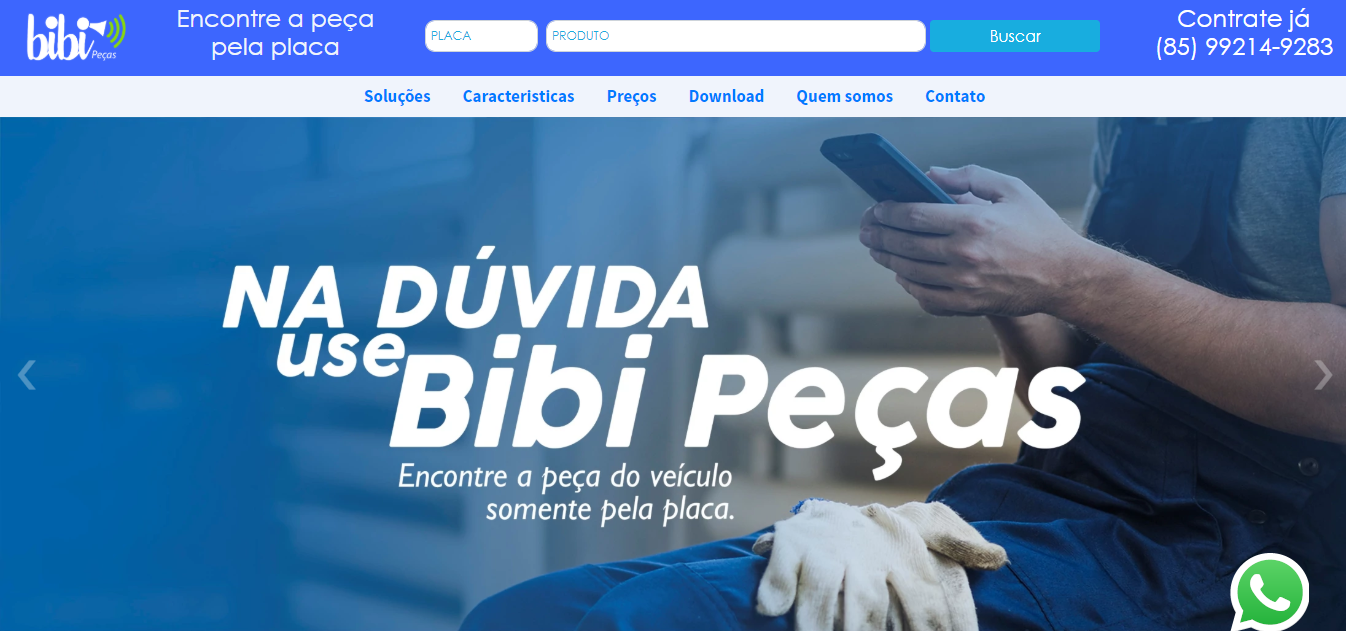 bibi
Peças
Encontre a peça
pela placa
PLACA
PRODUTO
Buscar
Contrate já
(85) 99214-9283
Soluções
Caracteristicas
Preços
Download
Quem somos
Contato
NA DÚVIDA
use
Bibi Peças
Encontre a peça do veículo
somente pela placa.